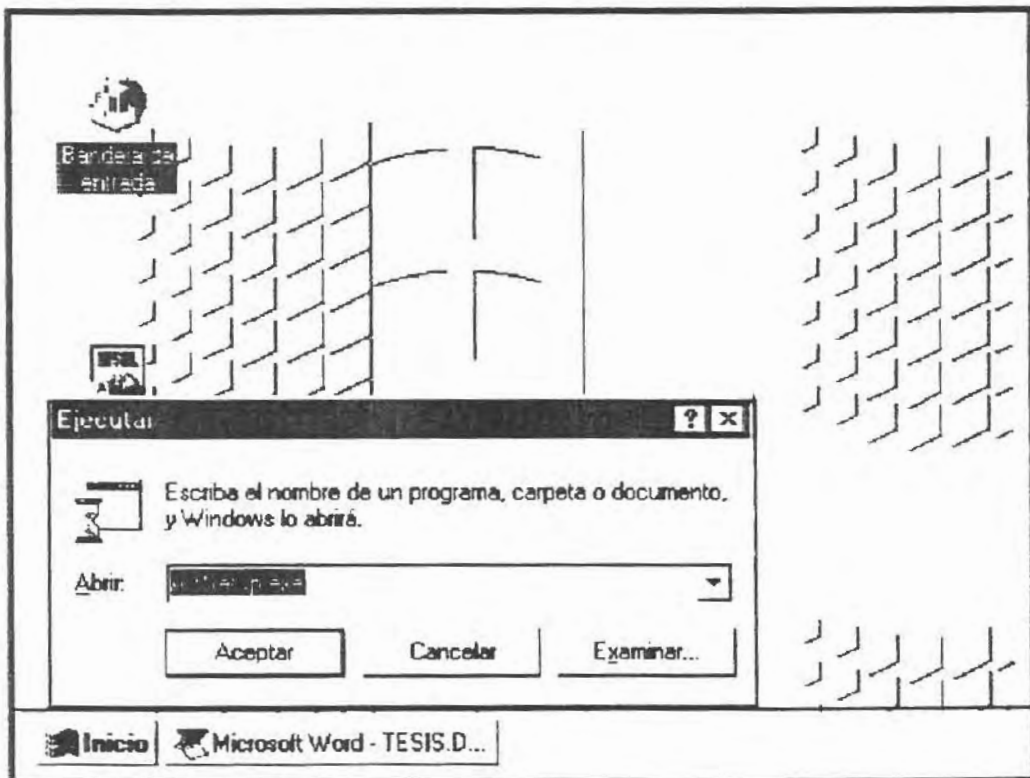 Bandeja de
entrada
Ejecutar
Escriba el nombre de un programa, carpeta o documento,
y Windows lo abrirá.
Abrir:
Aceptar
Cancelar
Examinar...
Inicio
Microsoft Word - TESIS.D...